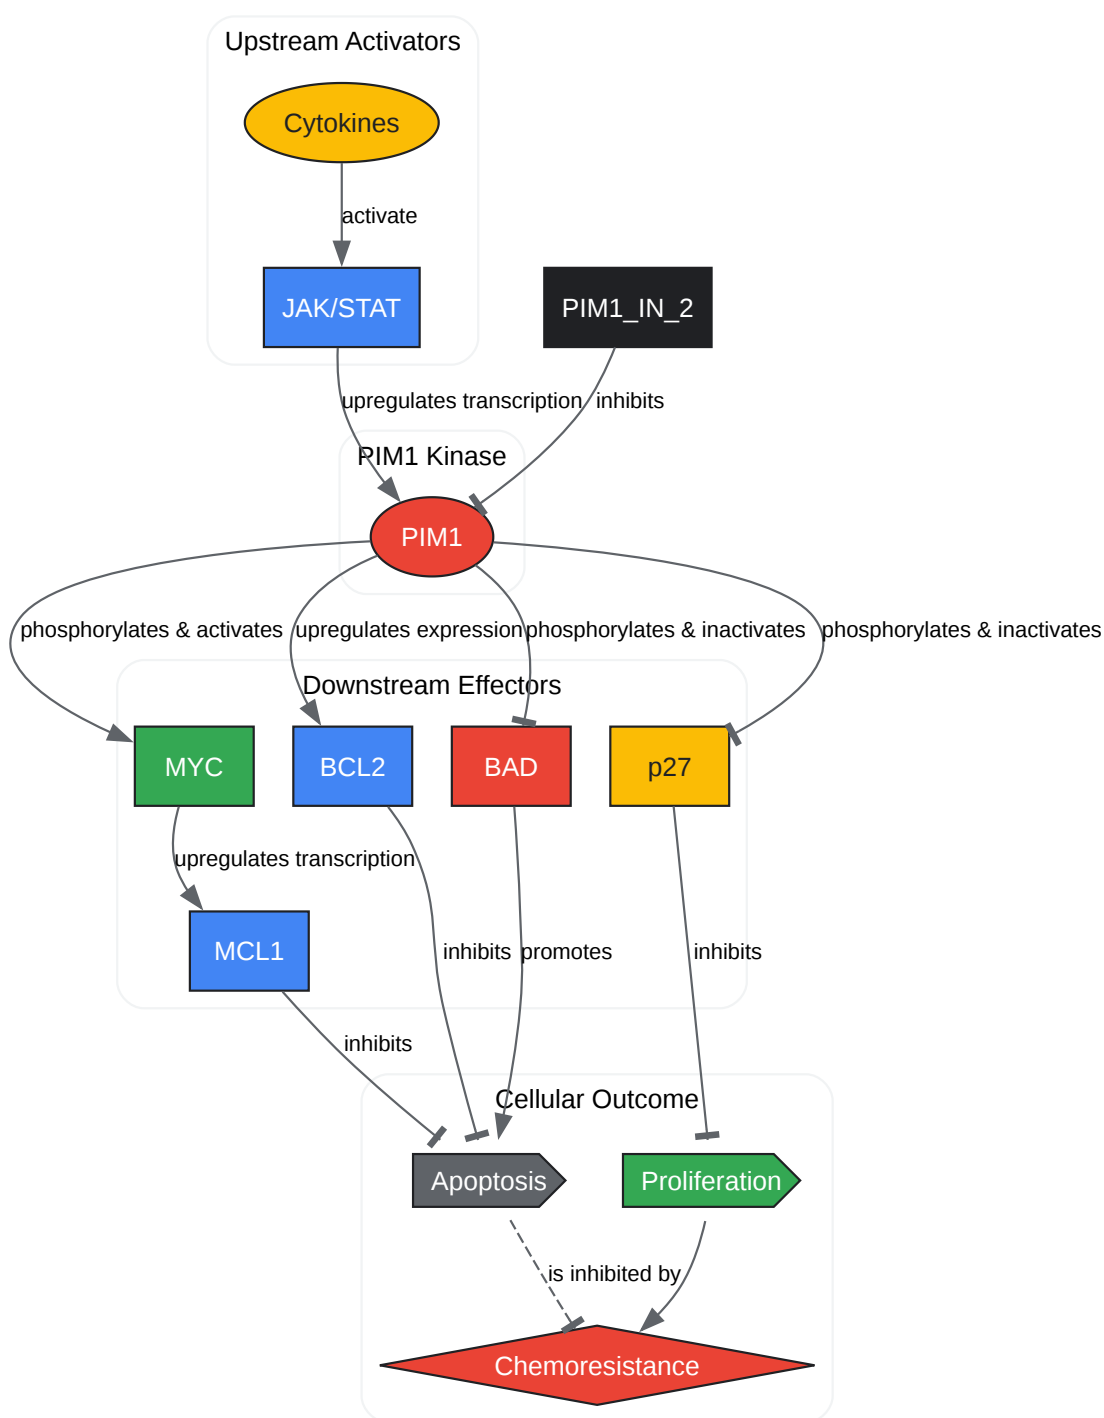 Upstream Activators
Cytokines
activate
JAK/STAT
PIM1_IN_2
upregulates transcription
inhibits
PIM1 Kinase
PIM1
phosphorylates & activates
upregulates expression
phosphorylates & inactivates
phosphorylates & inactivates
Downstream Effectors
MYC
BCL2
BAD
p27
upregulates transcription
MCL1
inhibits
promotes
inhibits
inhibits
Cellular Outcome
Apoptosis
Proliferation
is inhibited by
Chemoresistance